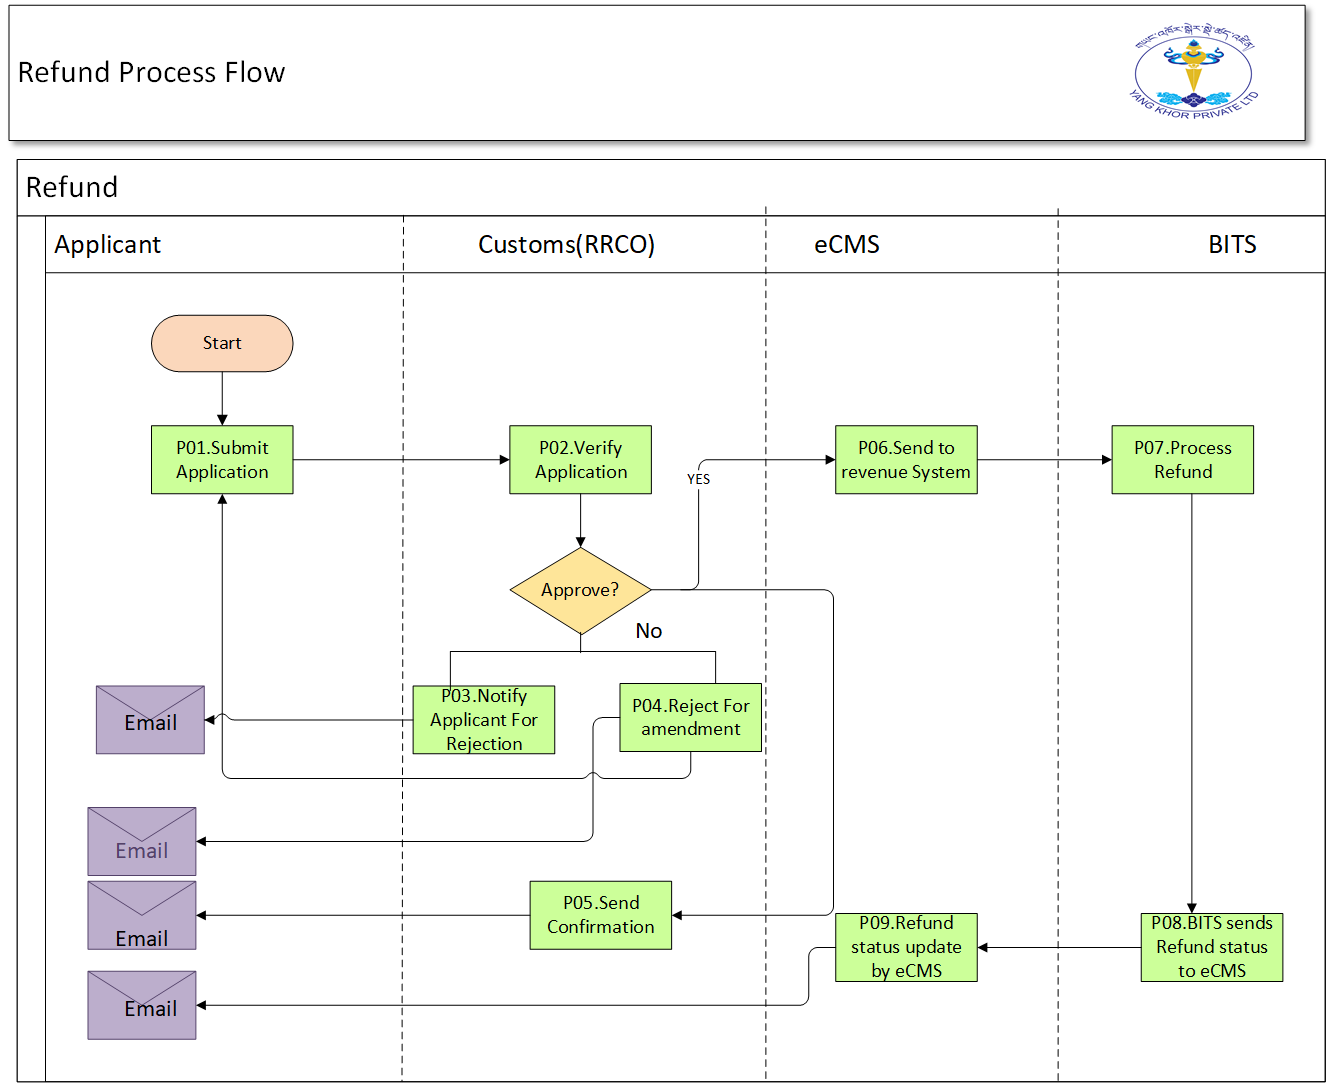 Refund Process Flow
YANG KHOR PRIVATE LTD
Refund
Applicant
Customs(RRCO)
eCMS
BITS
Start
P01.Submit
Application
P02.Verify
Application
YES
P06.Send to
revenue System
P07.Process
Refund
Approve?
No
Email
P03.Notify
Applicant For
Rejection
P04.Reject For
amendment
Email
Email
P05.Send
Confirmation
P09.Refund
status update
by eCMS
P08.BITS sends
Refund status
to eCMS
Email